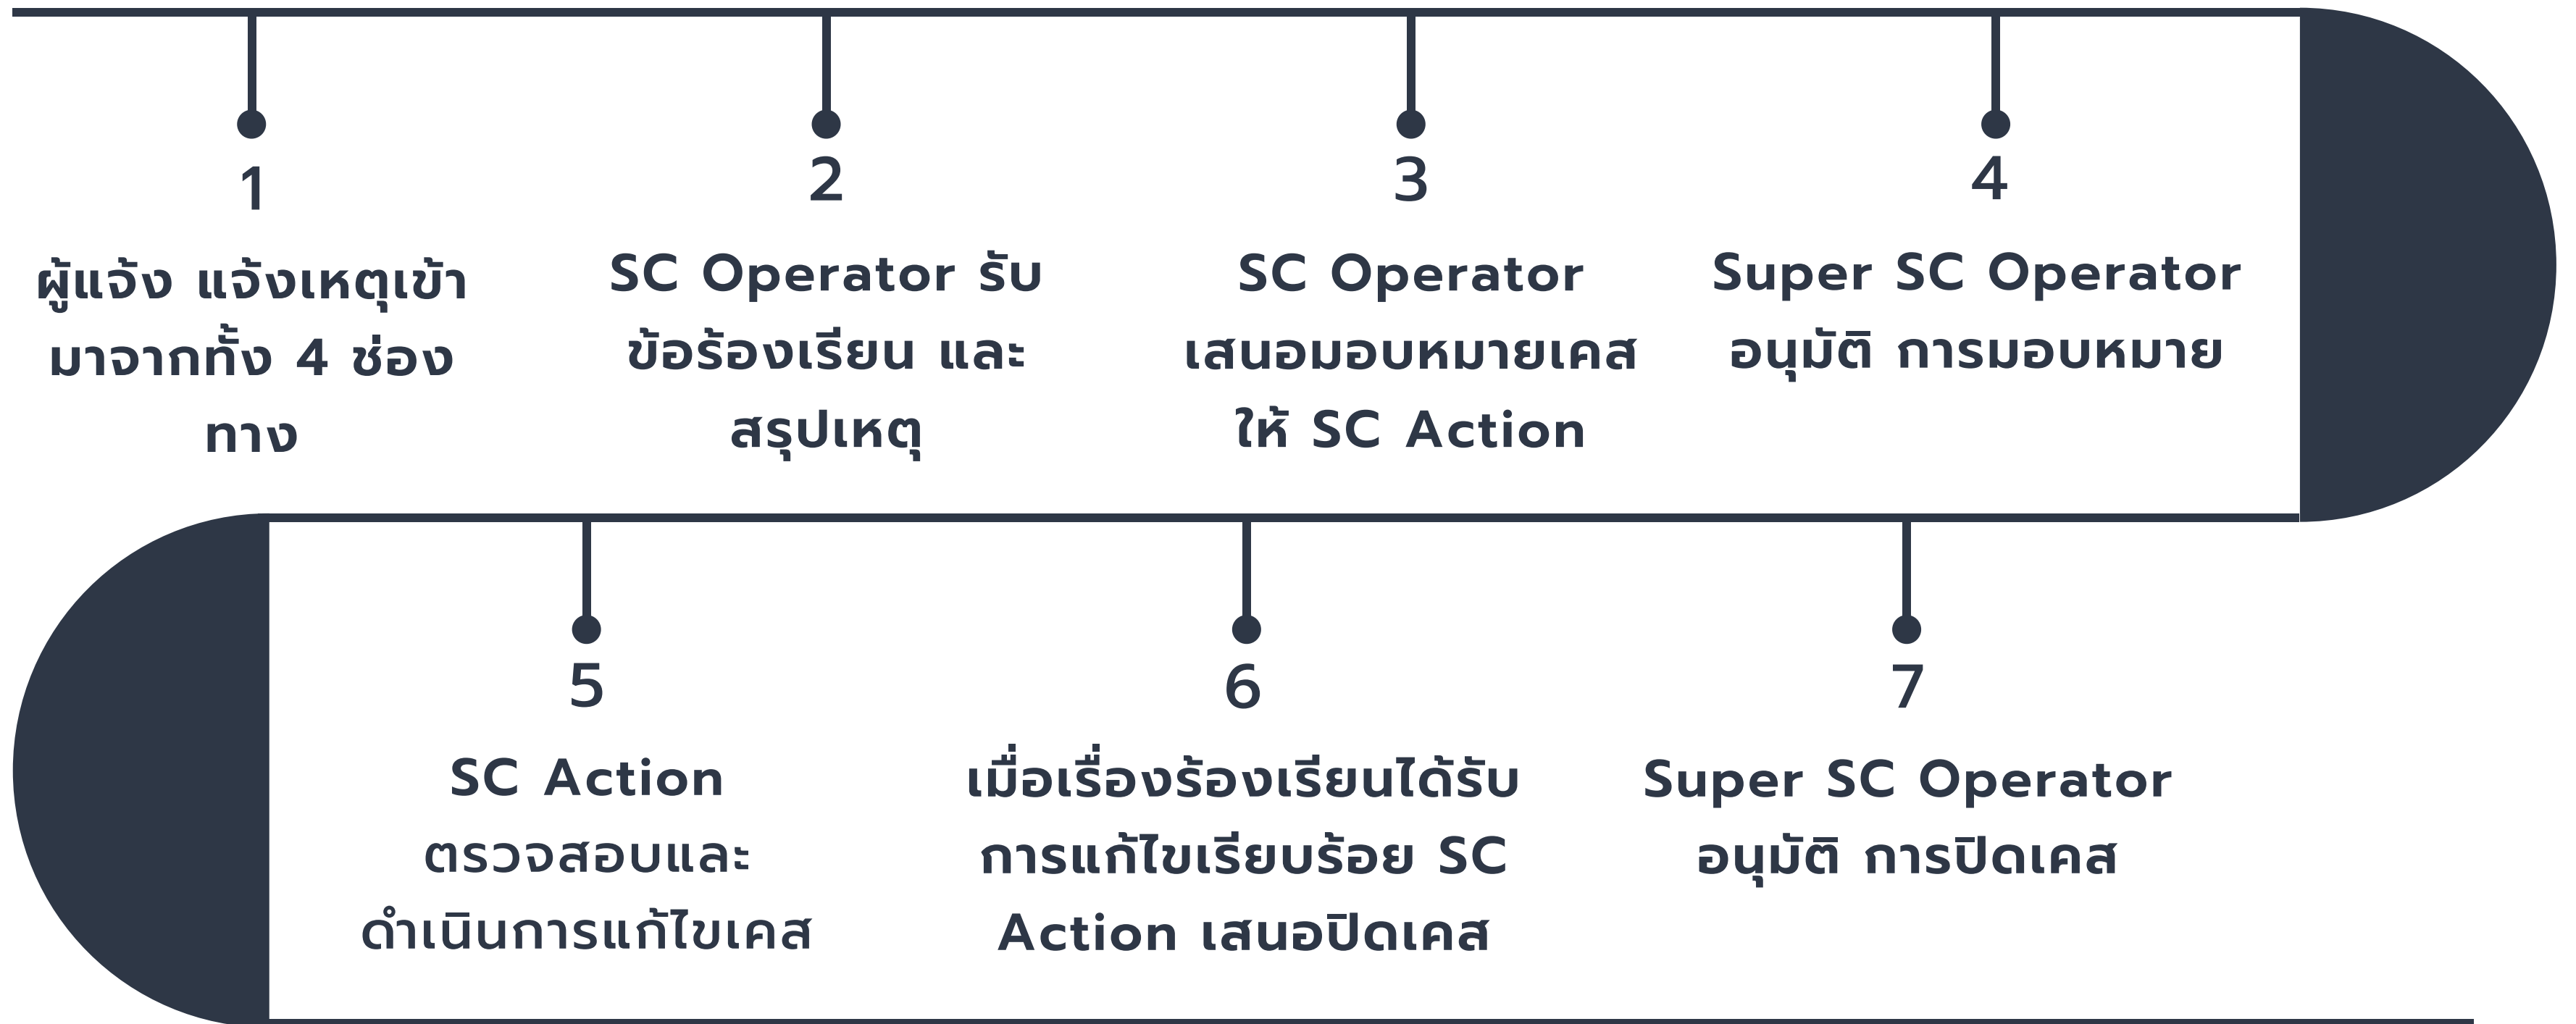 1
ผู้แจ้ง แจ้งเหตุเข้า
มาจากทั้ง 4 ช่อง
ทาง
2
SC Operator รับ
ข้อร้องเรียน และ
สรุปเหตุ
3
SC Operator
เสนอมอบหมายเคส
ให้ SC Action
4
Super SC Operator
อนุมัติ การมอบหมาย
5
SC Action
ตรวจสอบและ
ดำเนินการแก้ไขเคส
6
เมื่อเรื่องร้องเรียนได้รับ
การแก้ไขเรียบร้อย SC
Action เสนอปิดเคส
7
Super SC Operator
อนุมัติ การปิดเคส